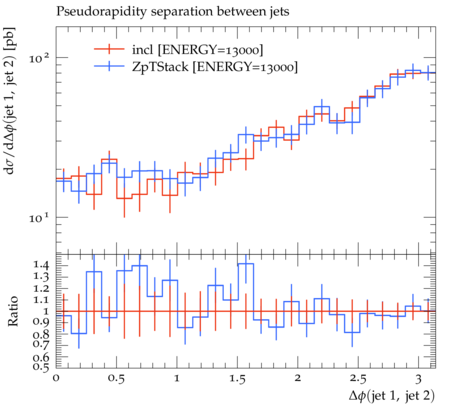 Pseudorapidity separation between jets
dσ/dΔϕ(jet 1, jet 2) [pb]
incl [ENERGY=13000]
ZpTStack [ENERGY=13000]
10²
10¹
Ratio
1.4
1.3
1.2
1.1
1
0.9
0.8
0.7
0.6
0.5
0 0.5 1 1.5 2 2.5 3
Δϕ(jet 1, jet 2)